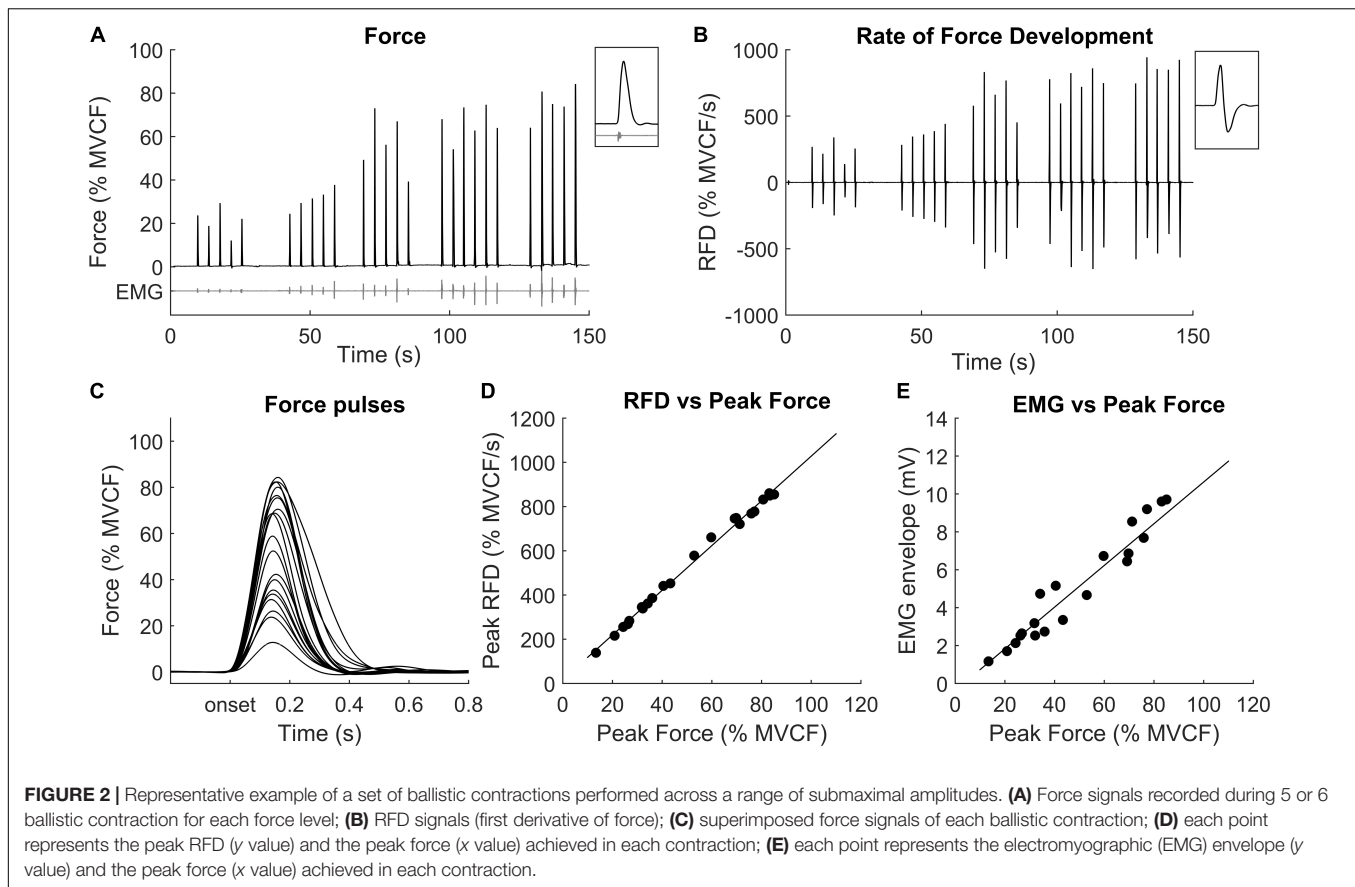 A
Force
100
80
60
40
20
0
EMG
Force (% MVCF)
0
50
100
150
Time (s)
B
Rate of Force Development
1000
500
0
-500
-1000
RFD (% MVCF/s)
0
50
100
150
Time (s)
C
Force pulses
100
80
60
40
20
0
Force (% MVCF)
onset
0.2
0.4
0.6
0.8
Time (s)
D
RFD vs Peak Force
1200
1000
800
600
400
200
0
Peak RFD (% MVCF/s)
0
20
40
60
80
100
120
Peak Force (% MVCF)
E
EMG vs Peak Force
14
12
10
8
6
4
2
0
EMG envelope (mV)
0
20
40
60
80
100
120
Peak Force (% MVCF)
FIGURE 2 | Representative example of a set of ballistic contractions performed across a range of submaximal amplitudes. (A) Force signals recorded during 5 or 6
ballistic contraction for each force level; (B) RFD signals (first derivative of force); (C) superimposed force signals of each ballistic contraction; (D) each point
represents the peak RFD (y value) and the peak force (x value) achieved in each contraction; (E) each point represents the electromyographic (EMG) envelope (y
value) and the peak force (x value) achieved in each contraction.